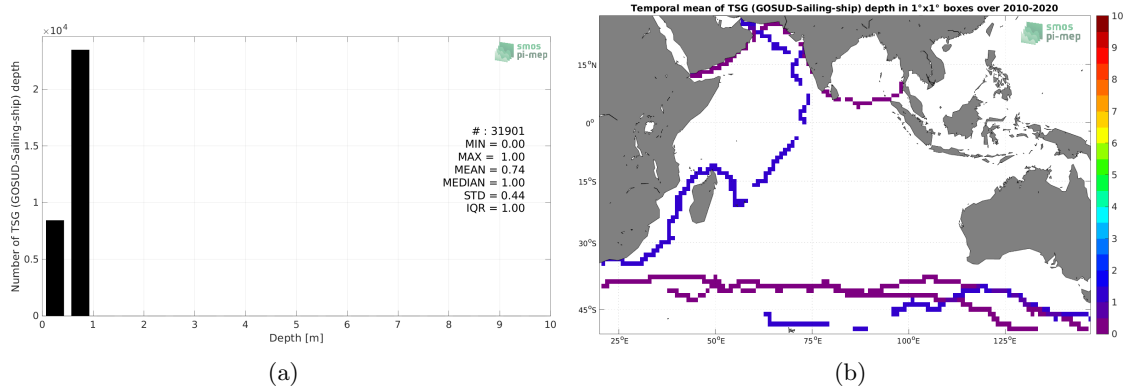 Temporal mean of TSG (GOSUD-Sailing-ship) depth in 1°x1° boxes over 2010-2020
×10⁴
smos
pi-mep
Number of TSG (GOSUD-Sailing-ship) depth
2
1.5
1
0.5
0
# : 31901
MIN = 0.00
MAX = 1.00
MEAN = 0.74
MEDIAN = 1.00
STD = 0.44
IQR = 1.00
0 1 2 3 4 5 6 7 8 9 10
Depth [m]
(a)
smos
pi-mep
15°N
0°
15°S
30°S
45°S
25°E 50°E 75°E 100°E 125°E
10
9
8
7
6
5
4
3
2
1
0
(b)